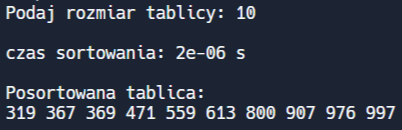 Podaj rozmiar tablicy: 10
czas sortowania: 2e-06 s
Posortowana tablica:
319 367 369 471 559 613 800 907 976 997